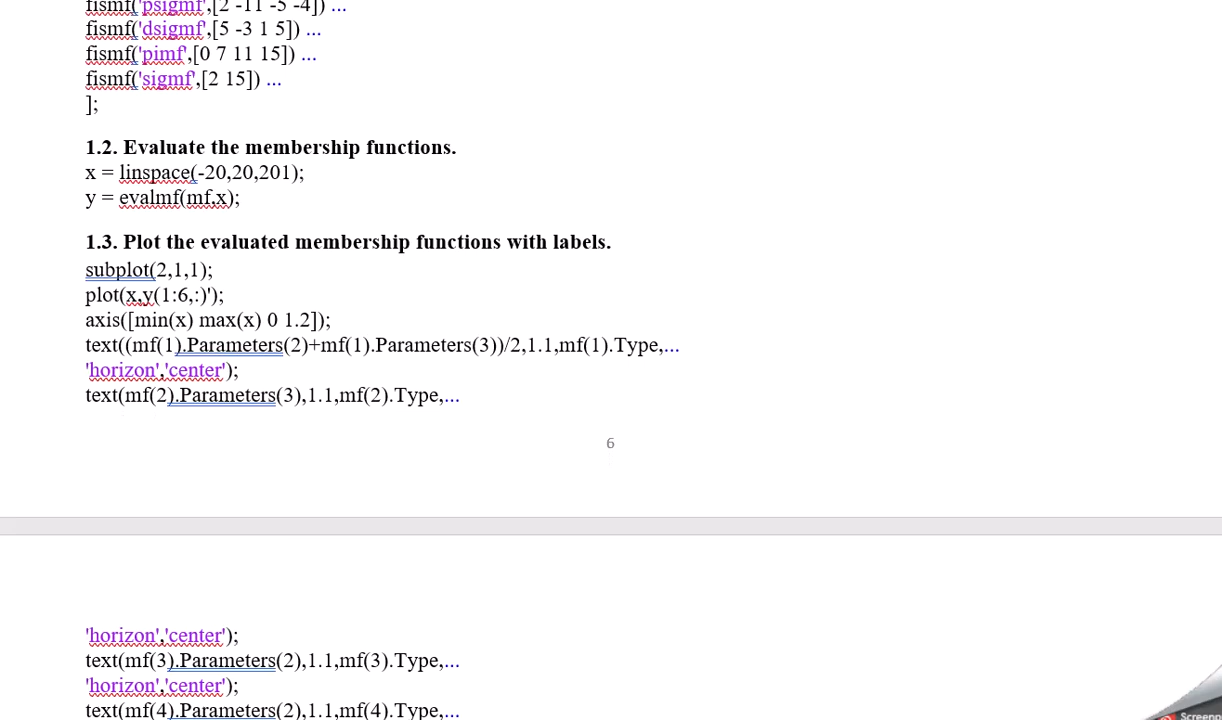 fismf('psigmf',[2 -11 -5 -4]) ...
fismf('dsigmf',[5 -3 1 5]) ...
fismf('pimf',[0 7 11 15]) ...
fismf('sigmf',[2 15]) ...
];
1.2. Evaluate the membership functions.
x = linspace(-20,20,201);
y = evalmf(mf,x);
1.3. Plot the evaluated membership functions with labels.
subplot(2,1,1);
plot(x,y(1:6,:)');
axis([min(x) max(x) 0 1.2]);
text((mf(1).Parameters(2)+mf(1).Parameters(3))/2,1.1,mf(1).Type,...
'horizon','center');
text(mf(2).Parameters(3),1.1,mf(2).Type,...
6
'horizon','center');
text(mf(3).Parameters(2),1.1,mf(3).Type,...
'horizon','center');
text(mf(4).Parameters(2),1.1,mf(4).Type,...